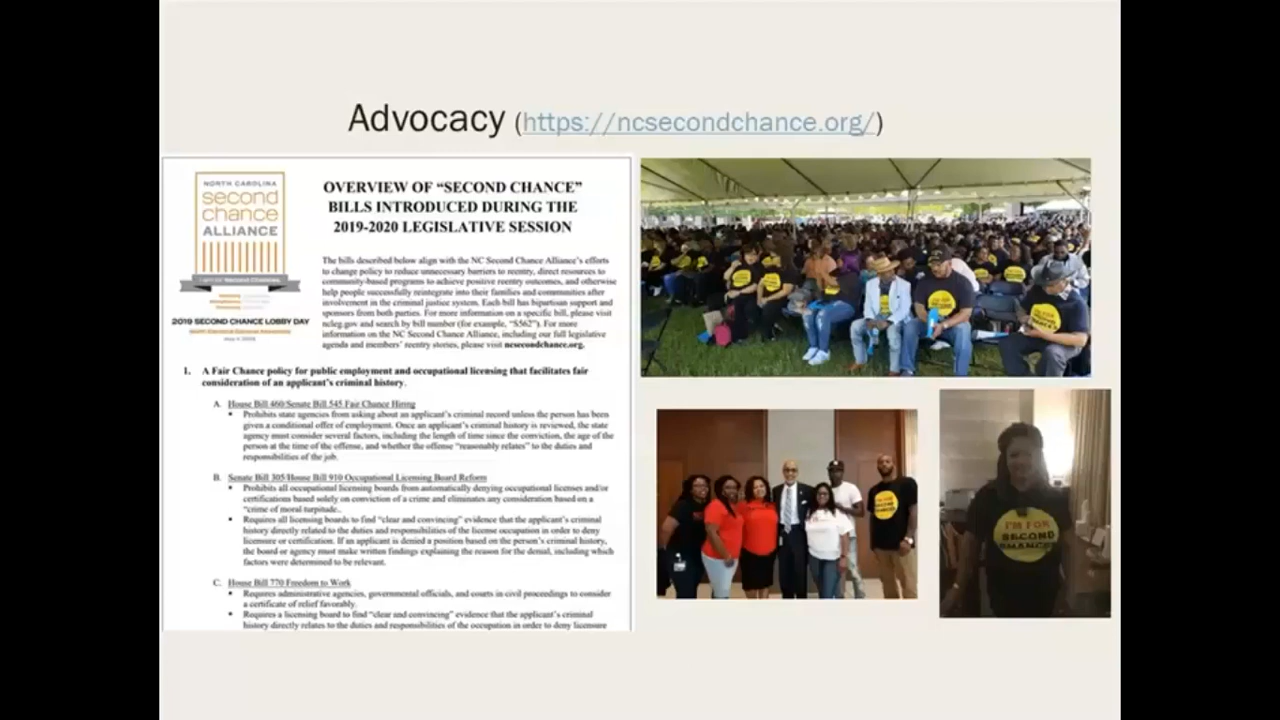 Advocacy (https://ncsecondchance.org/)
NORTH CAROLINA
second
chance
ALLIANCE
2019 SECOND CHANCE LOBBY DAY
OVERVIEW OF “SECOND CHANCE”
BILLS INTRODUCED DURING THE
2019-2020 LEGISLATIVE SESSION
The bills described below align with the NC Second Chance Alliance’s efforts
to change policy to reduce unnecessary barriers to reentry, direct resources to
community-based programs to achieve positive reentry outcomes, and otherwise
help people successfully reintegrate into their families and communities after
involvement in the criminal justice system. Each bill has bipartisan support and
sponsors from both parties. For more information on a specific bill, please visit
ncleg.gov and search by bill number (for example, “S562”). For more
information on the NC Second Chance Alliance, including our full legislative
agenda and members’ reentry stories, please visit ncsecondchance.org.
1. A Fair Chance policy for public employment and occupational licensing that facilitates fair
consideration of an applicant’s criminal history.
A. House Bill 460/Senate Bill 545 Fair Chance Hiring
▪ Prohibits state agencies from asking about an applicant’s criminal record unless the person has been
given a conditional offer of employment. Once an applicant’s criminal history is reviewed, the state
agency must consider several factors, including the length of time since the conviction, the age of the
person at the time of the offense, and whether the offense “reasonably relates” to the duties and
responsibilities of the job.
B. Senate Bill 305/House Bill 910 Occupational Licensing Board Reform
▪ Prohibits all occupational licensing boards from automatically denying occupational licenses and/or
certifications based solely on conviction of a crime and eliminates any consideration based on a
“crime of moral turpitude..
▪ Requires all licensing boards to find “clear and convincing” evidence that the applicant’s criminal
history directly related to the duties and responsibilities of the license occupation in order to deny
licensure or certification. If an applicant is denied a position based on the person’s criminal history,
the board or agency must make written findings explaining the reason for the denial, including which
factors were determined to be relevant.
C. House Bill 770 Freedom to Work
▪ Requires administrative agencies, governmental officials, and courts in civil proceedings to consider
a certificate of relief favorably.
▪ Requires a licensing board to find “clear and convincing” evidence that the applicant’s criminal
history directly relates to the duties and responsibilities of the occupation in order to deny licensure
I'M FOR
SECOND
CHANCES